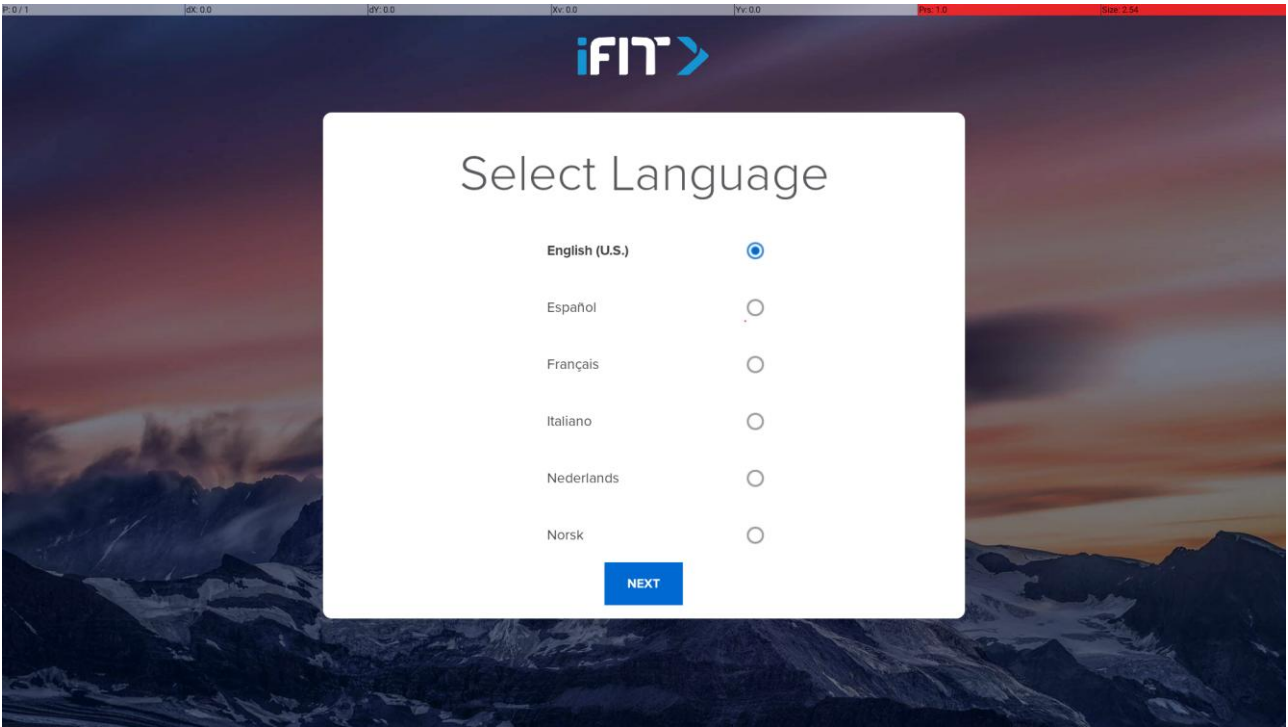 P: 0 / 1 dX: 0.0 dY: 0.0 Xv: 0.0 Yv: 0.0 Prs: 1.0 Size: 2.54
iFIT
Select Language
English (U.S.)
Español
Français
Italiano
Nederlands
Norsk
NEXT